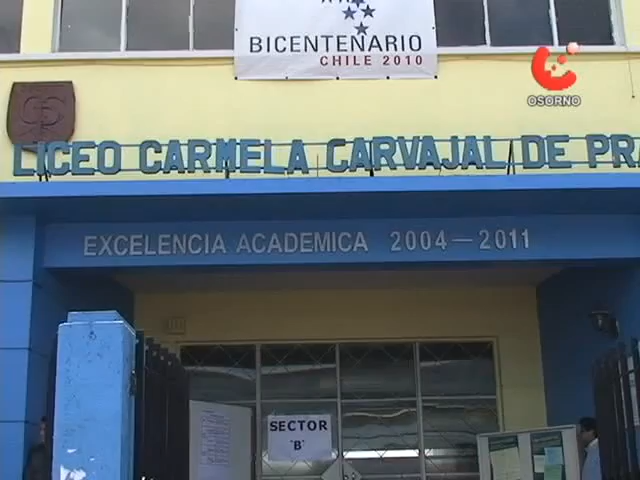 BICENTENARIO
CHILE 2010
OSORNO
LICEO CARMELA CARVAJAL DE PRA
EXCELENCIA ACADEMICA 2004-2011
SECTOR
"B"